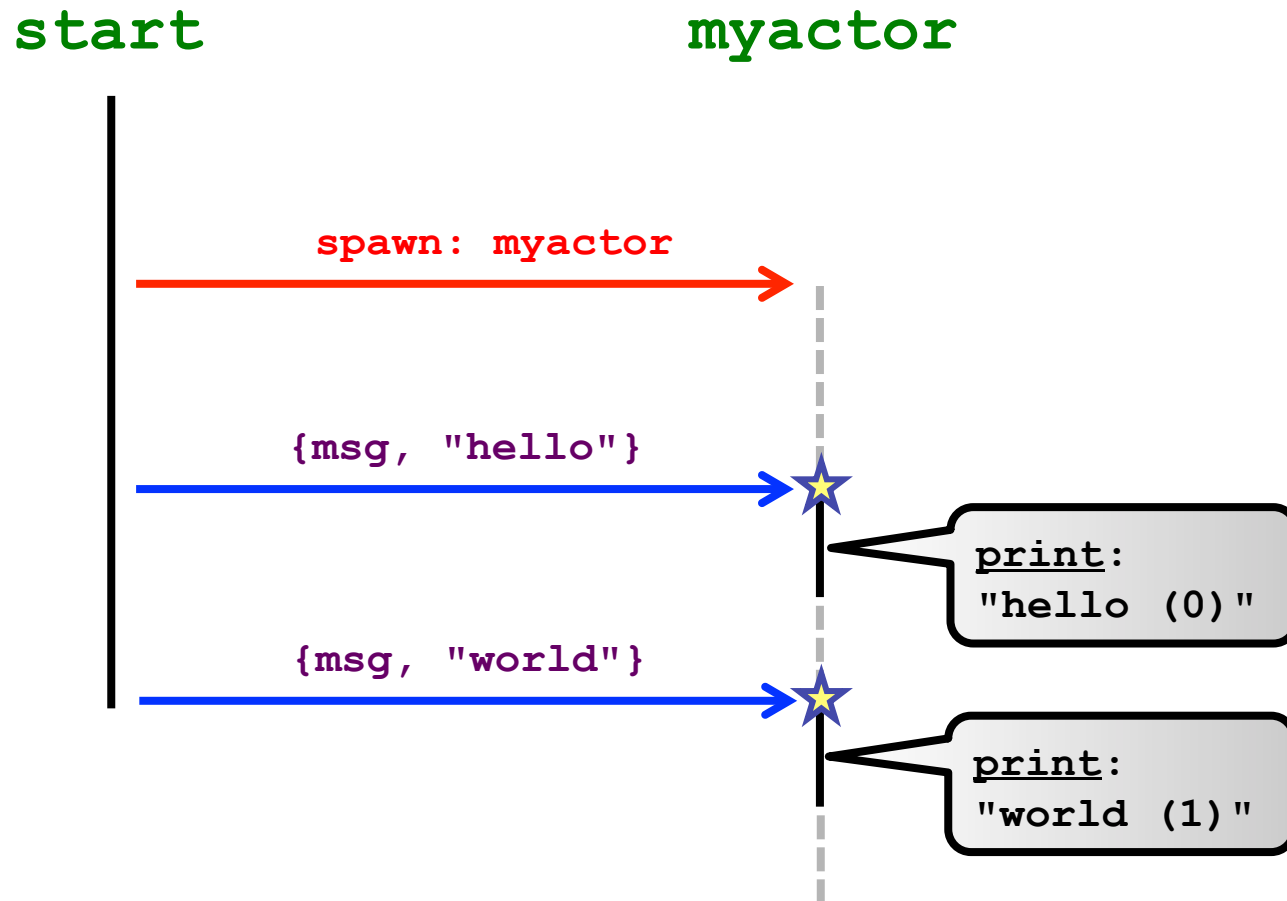 start
myactor
spawn: myactor
{msg, "hello"}
print:
"hello (0)"
{msg, "world"}
print:
"world (1)"